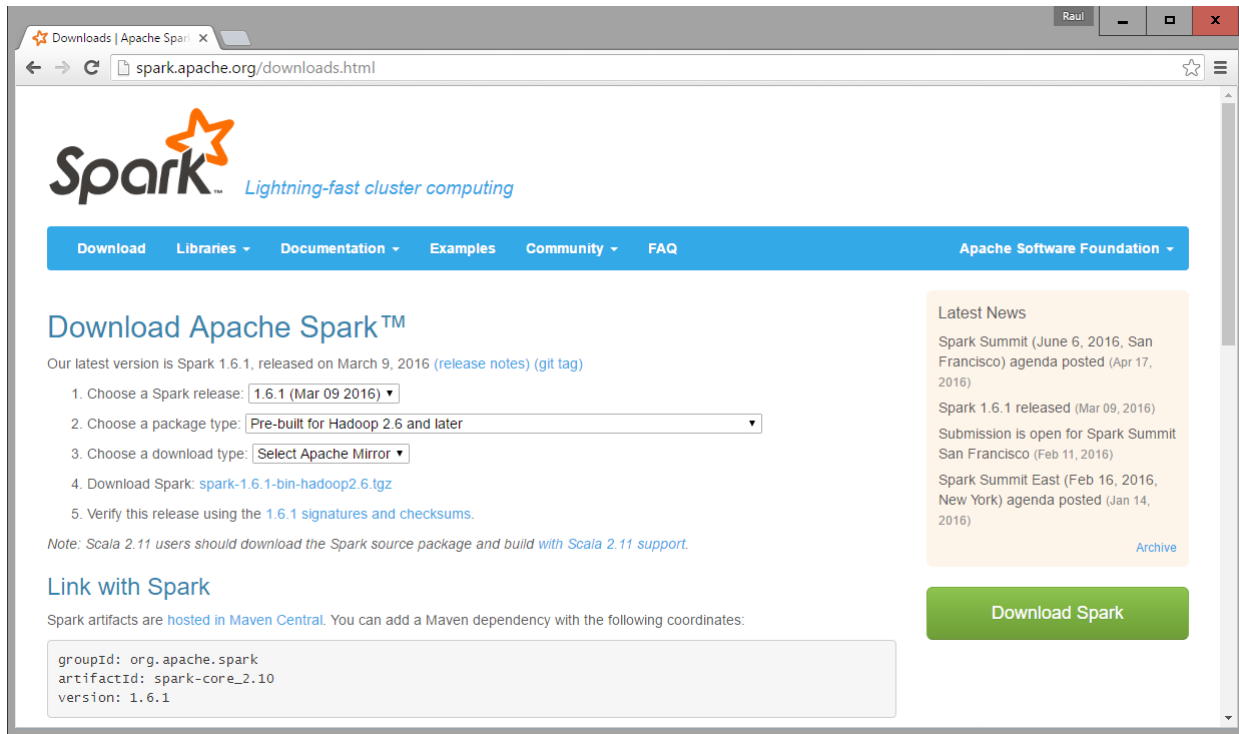 Raul
Downloads | Apache Spar
spark.apache.org/downloads.html
Spark™ Lightning-fast cluster computing
Download Libraries Documentation Examples Community FAQ Apache Software Foundation
Download Apache Spark™
Our latest version is Spark 1.6.1, released on March 9, 2016 (release notes) (git tag)
1. Choose a Spark release: 1.6.1 (Mar 09 2016)
2. Choose a package type: Pre-built for Hadoop 2.6 and later
3. Choose a download type: Select Apache Mirror
4. Download Spark: spark-1.6.1-bin-hadoop2.6.tgz
5. Verify this release using the 1.6.1 signatures and checksums.
Note: Scala 2.11 users should download the Spark source package and build with Scala 2.11 support.
Link with Spark
Spark artifacts are hosted in Maven Central. You can add a Maven dependency with the following coordinates:
groupId: org.apache.spark
artifactId: spark-core_2.10
version: 1.6.1
Latest News
Spark Summit (June 6, 2016, San
Francisco) agenda posted (Apr 17,
2016)
Spark 1.6.1 released (Mar 09, 2016)
Submission is open for Spark Summit
San Francisco (Feb 11, 2016)
Spark Summit East (Feb 16, 2016,
New York) agenda posted (Jan 14,
2016)
Archive
Download Spark